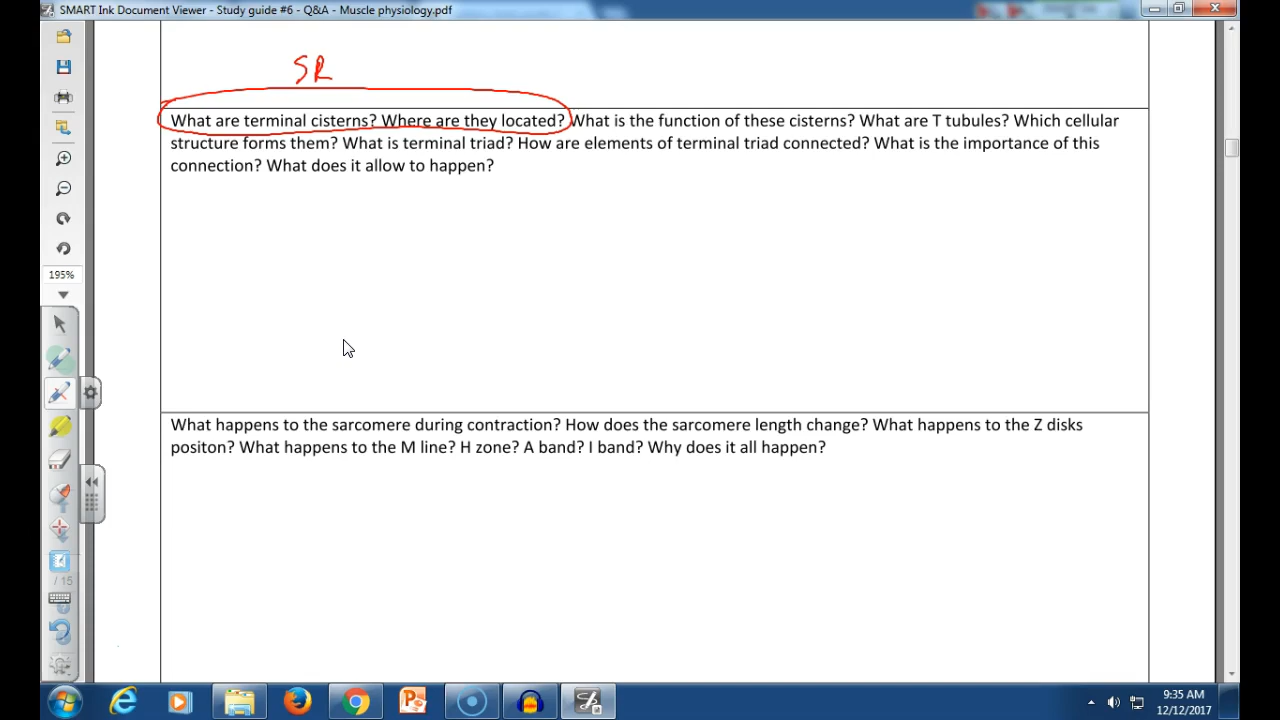 SMART Ink Document Viewer - Study guide #6 - Q&A - Muscle physiology.pdf
SR
What are terminal cisterns? Where are they located? What is the function of these cisterns? What are T tubules? Which cellular
structure forms them? What is terminal triad? How are elements of terminal triad connected? What is the importance of this
connection? What does it allow to happen?
195%
What happens to the sarcomere during contraction? How does the sarcomere length change? What happens to the Z disks
positon? What happens to the M line? H zone? A band? I band? Why does it all happen?
/ 15
9:35 AM
12/12/2017